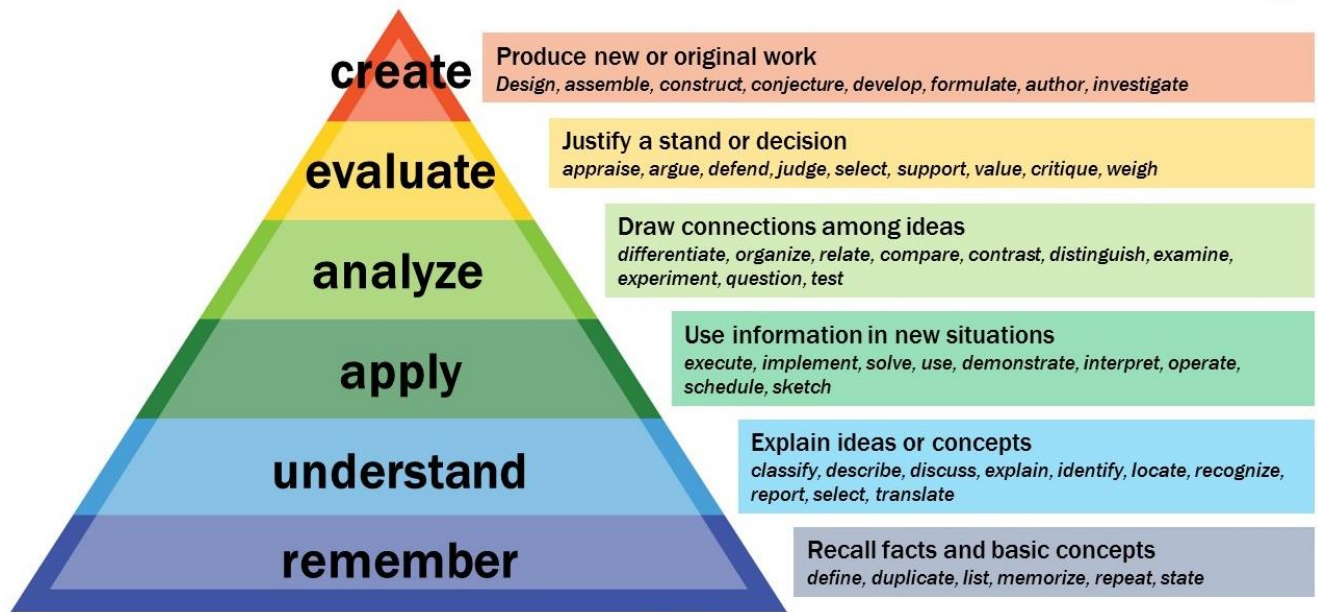 create
Produce new or original work
Design, assemble, construct, conjecture, develop, formulate, author, investigate
evaluate
Justify a stand or decision
appraise, argue, defend, judge, select, support, value, critique, weigh
analyze
Draw connections among ideas
differentiate, organize, relate, compare, contrast, distinguish, examine,
experiment, question, test
apply
Use information in new situations
execute, implement, solve, use, demonstrate, interpret, operate,
schedule, sketch
understand
Explain ideas or concepts
classify, describe, discuss, explain, identify, locate, recognize,
report, select, translate
remember
Recall facts and basic concepts
define, duplicate, list, memorize, repeat, state